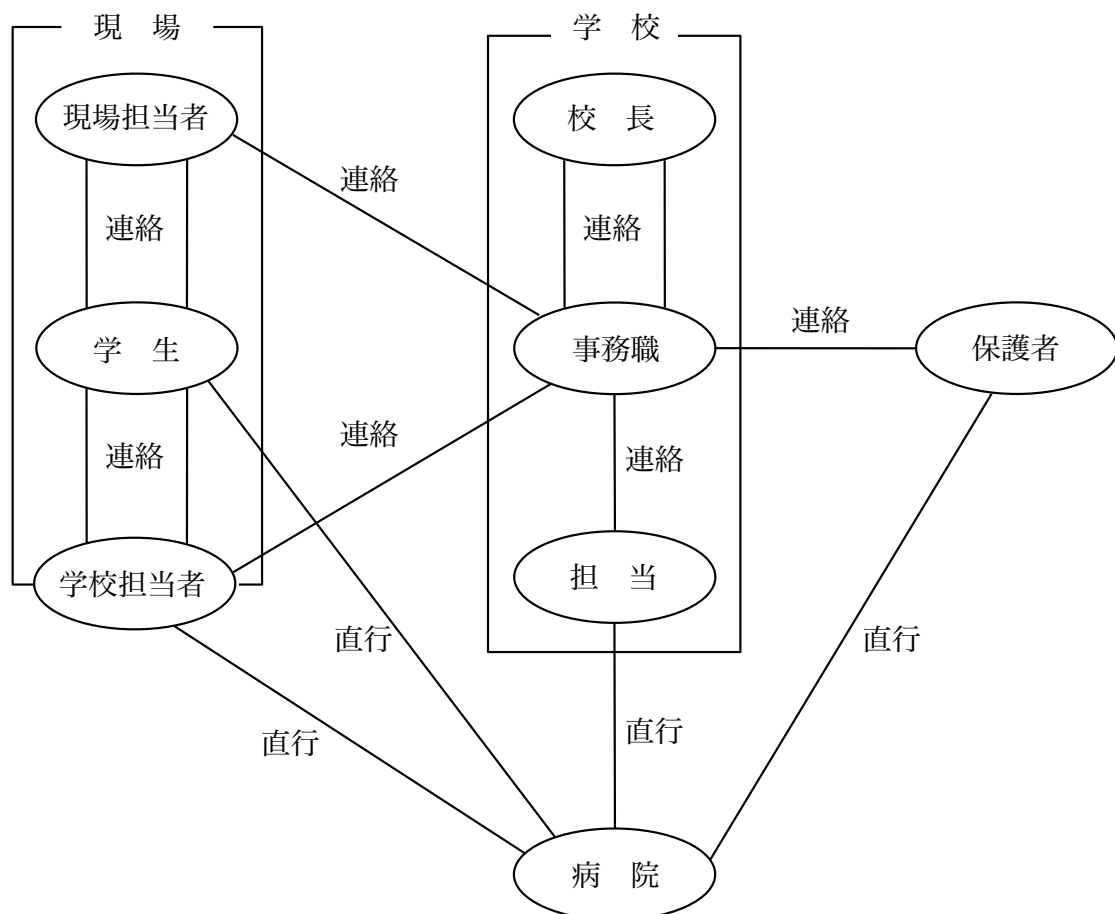 現　場
学　校
現場担当者
校　長
連絡
連絡
連絡
学　生
事務職
連絡
保護者
連絡
連絡
連絡
学校担当者
担　当
直行
直行
直行
直行
病　院